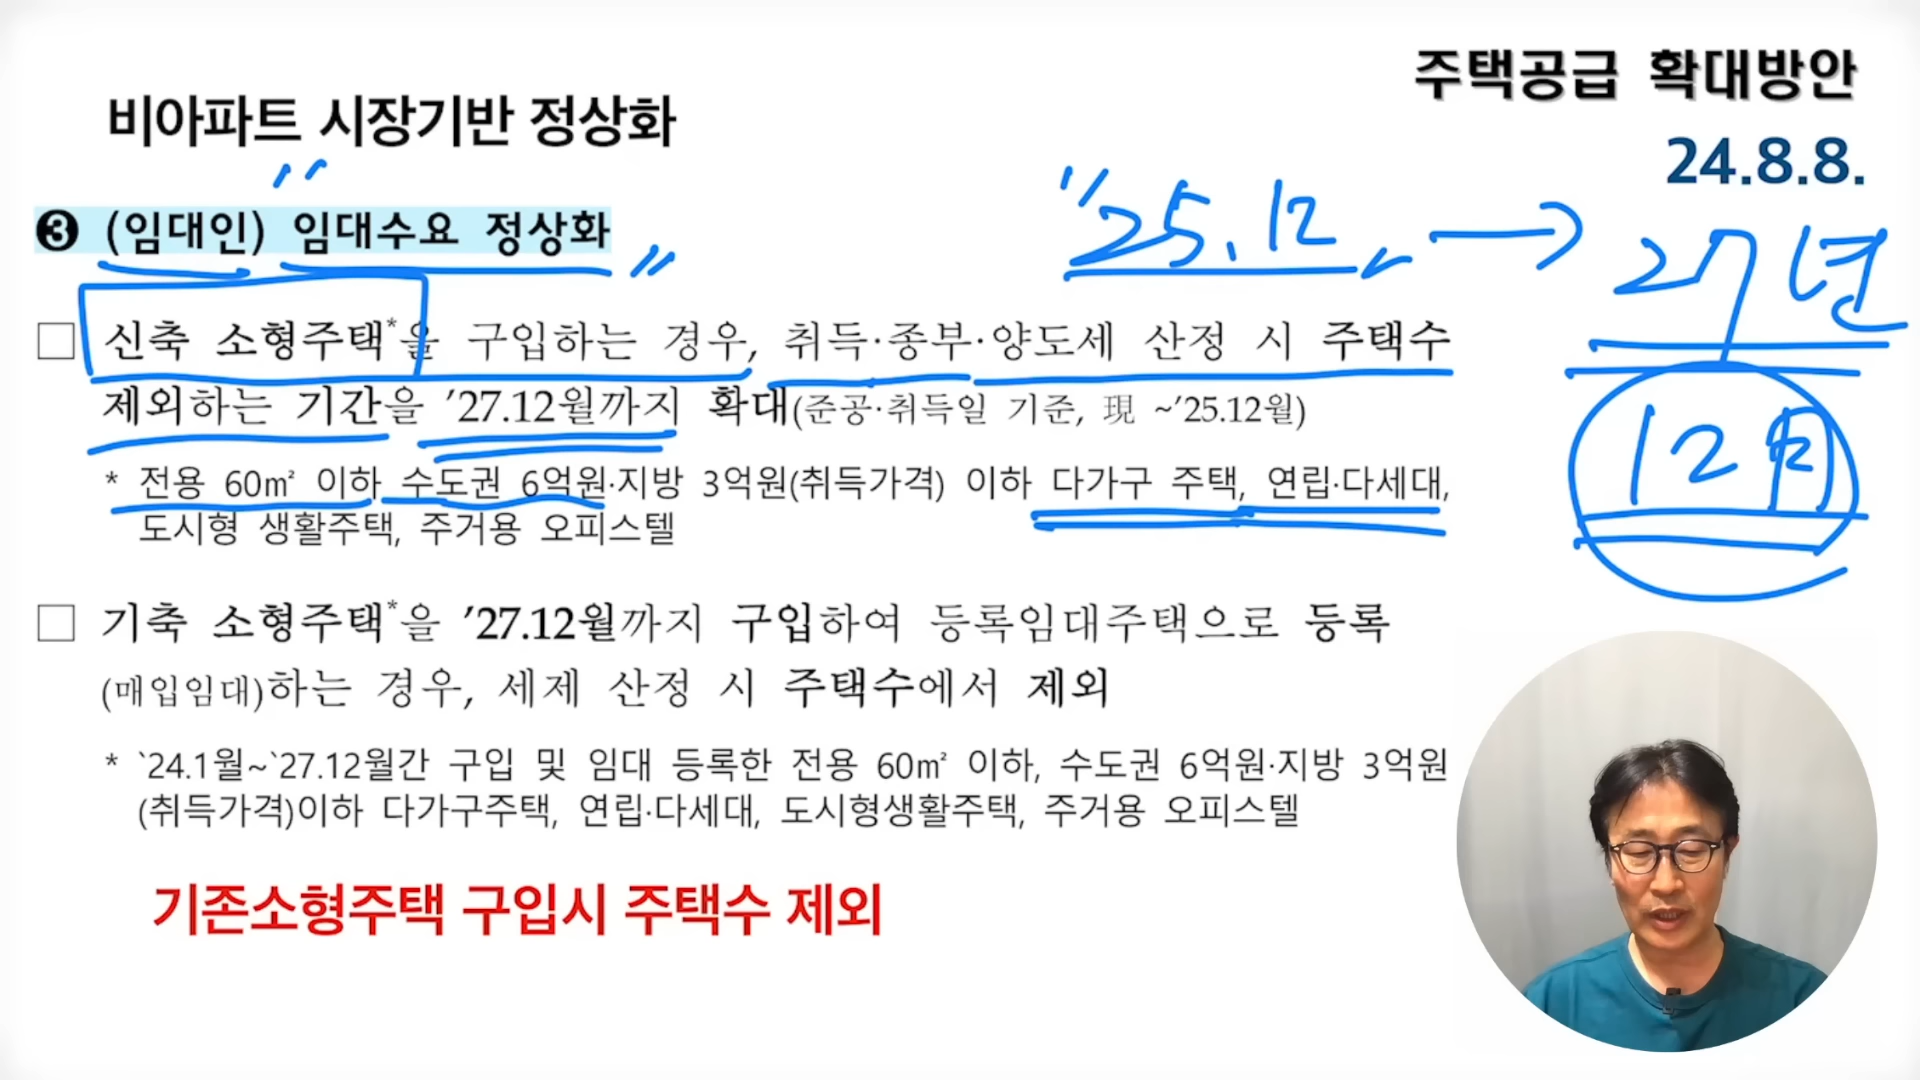 주택공급 확대방안
24.8.8.
비아파트 시장기반 정상화
❸ (임대인) 임대수요 정상화
"25.12 → 27년
12월
□ 신축 소형주택*을 구입하는 경우, 취득·종부·양도세 산정 시 주택수
제외하는 기간을 ’27.12월까지 확대(준공·취득일 기준, 現 ~’25.12월)
* 전용 60㎡ 이하 수도권 6억원·지방 3억원(취득가격) 이하 다가구 주택, 연립·다세대,
도시형 생활주택, 주거용 오피스텔
□ 기축 소형주택*을 ’27.12월까지 구입하여 등록임대주택으로 등록
(매입임대)하는 경우, 세제 산정 시 주택수에서 제외
* `24.1월~`27.12월간 구입 및 임대 등록한 전용 60㎡ 이하, 수도권 6억원·지방 3억원
(취득가격)이하 다가구주택, 연립·다세대, 도시형생활주택, 주거용 오피스텔
기존소형주택 구입시 주택수 제외